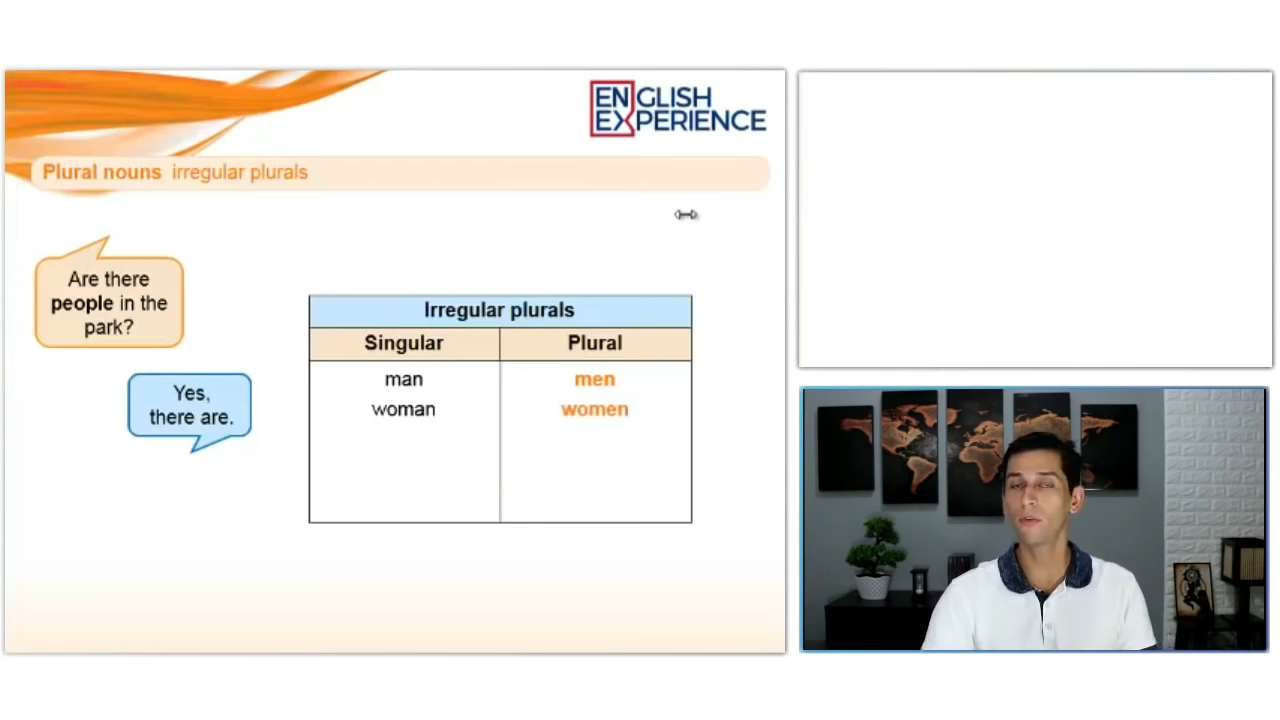 ENGLISH
EXPERIENCE
Plural nouns irregular plurals
Are there
people in the
park?
Yes,
there are.
Irregular plurals
Singular Plural
man men
woman women